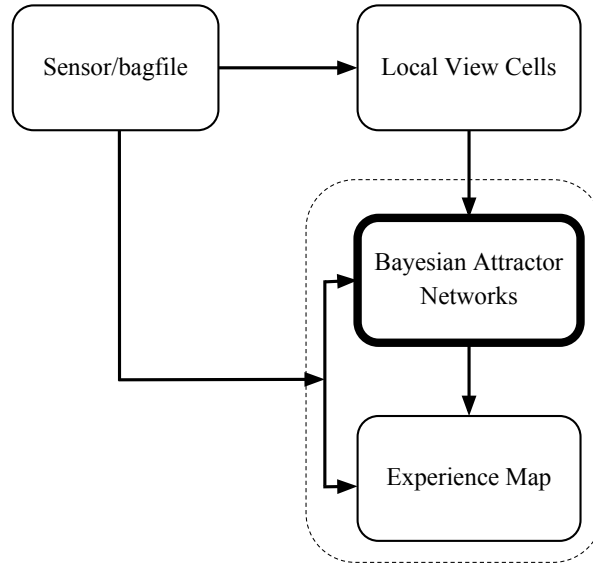 Sensor/bagfile
Local View Cells
Bayesian Attractor
Networks
Experience Map